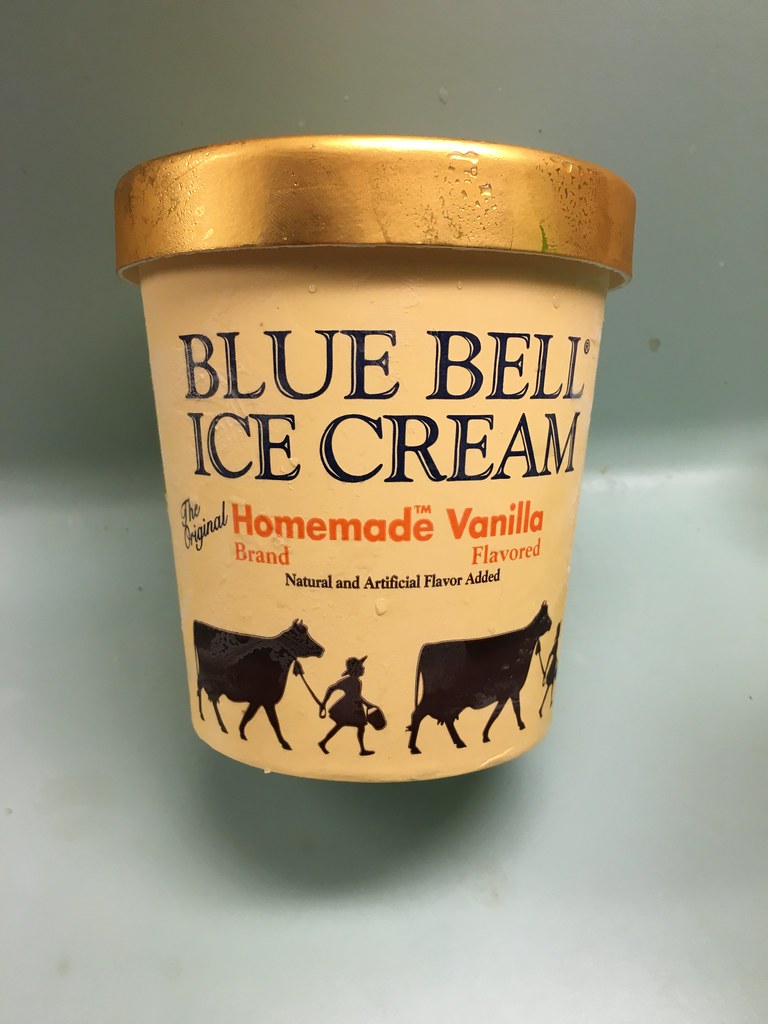 BLUE BELL®
ICE CREAM
The Original Homemade™ Vanilla
Brand Flavored
Natural and Artificial Flavor Added